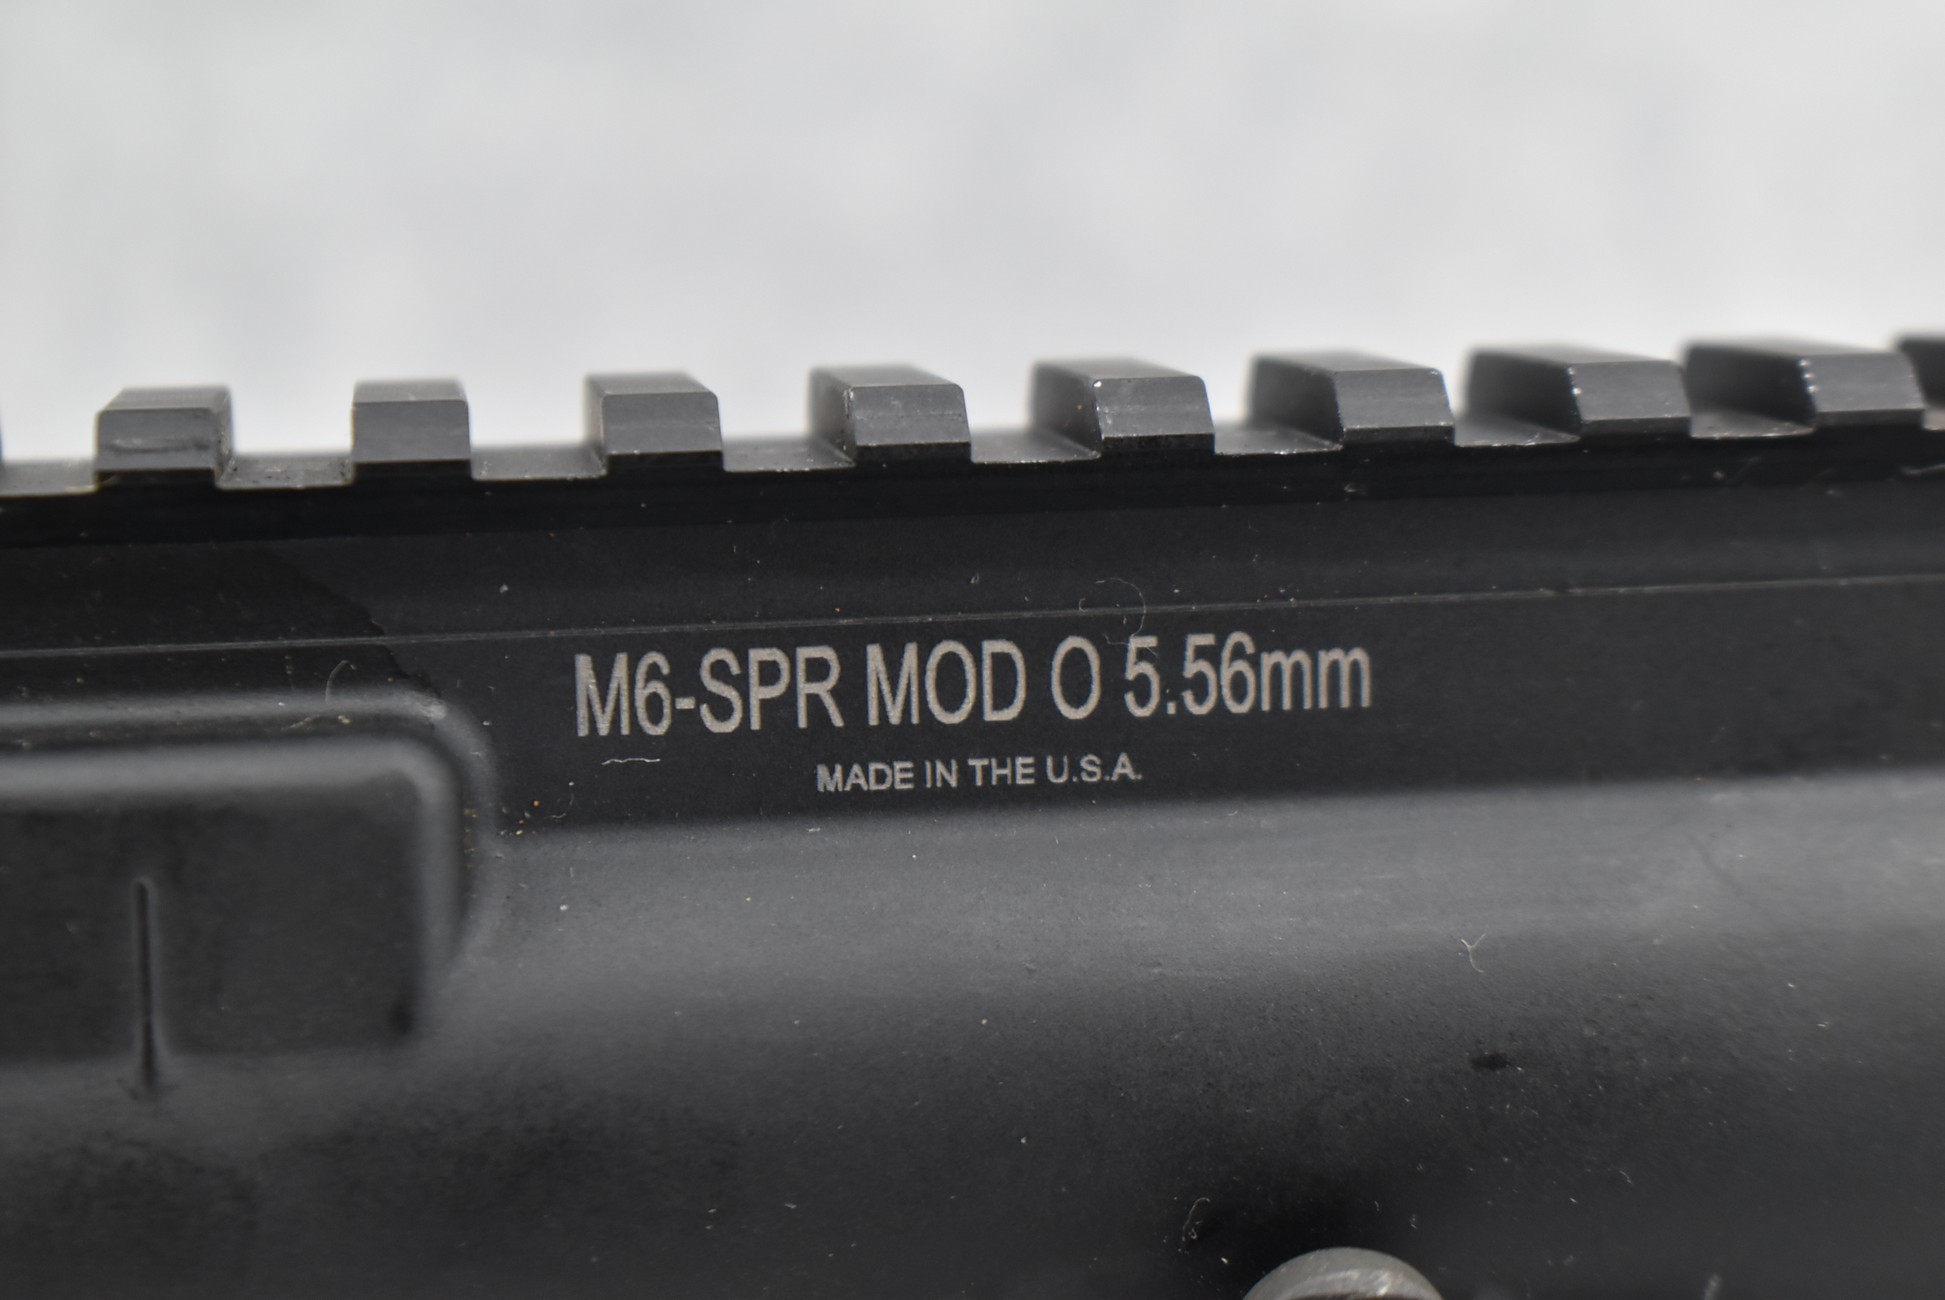 M6-SPR MOD O 5.56mm
MADE IN THE U.S.A.